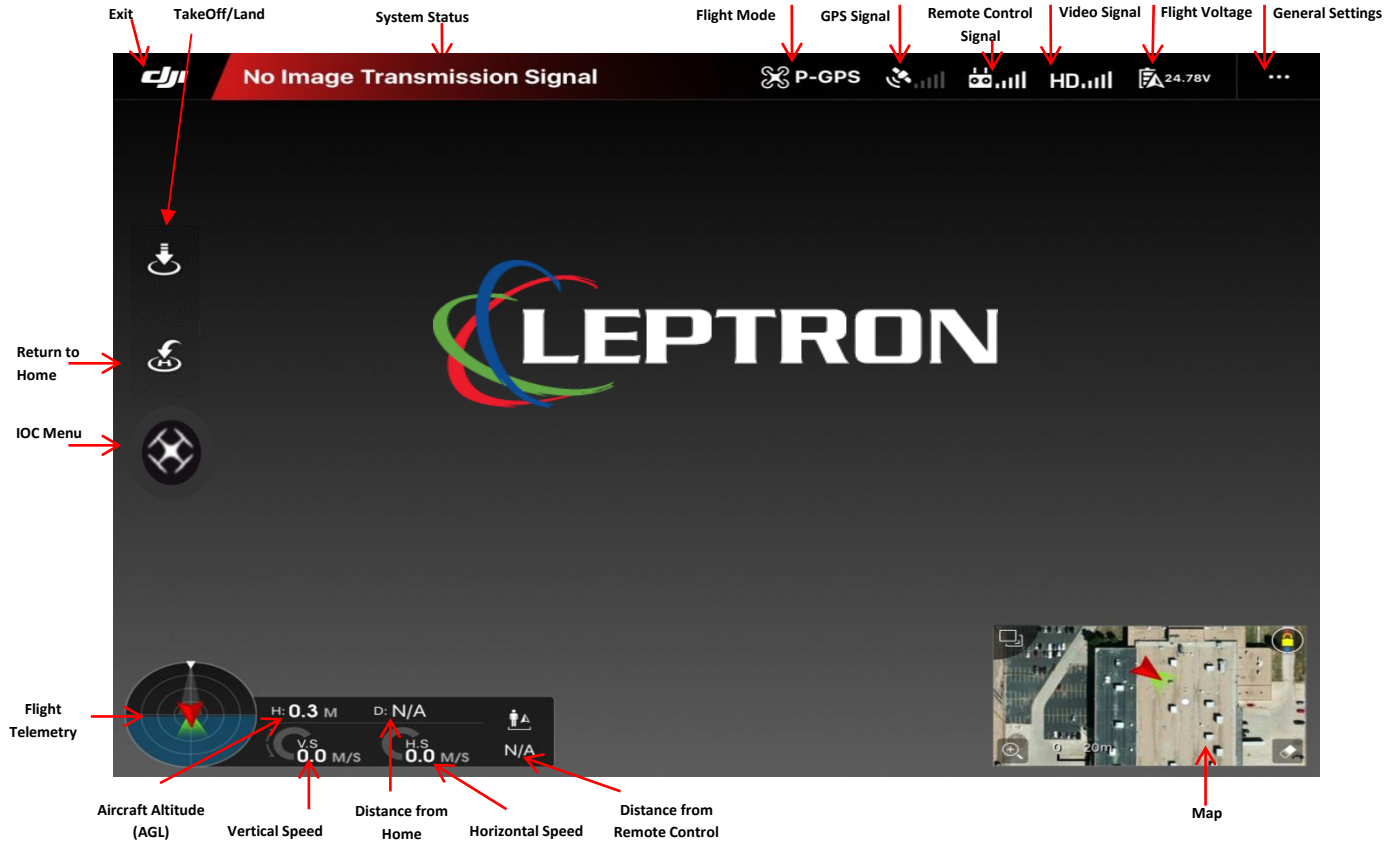 Exit
TakeOff/Land
System Status
Flight Mode
GPS Signal
Remote Control
Signal
Video Signal
Flight Voltage
General Settings
dji
No Image Transmission Signal
P-GPS
HD
24.78V
...
LEPTRON
Return to
Home
H
IOC Menu
Flight
Telemetry
H: 0.3 M
D: N/A
V.S
0.0 M/S
H.S
0.0 M/S
N/A
0 20m
Aircraft Altitude
(AGL)
Vertical Speed
Distance from
Home
Horizontal Speed
Distance from
Remote Control
Map